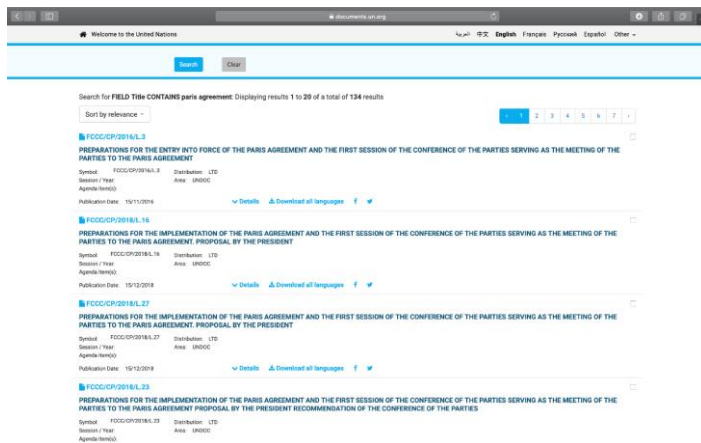 documents.un.org
Welcome to the United Nations
العربية 中文 English Français Русский Español Other
Search Clear
Search for FIELD Title CONTAINS paris agreement: Displaying results 1 to 20 of a total of 134 results
Sort by relevance
‹ 1 2 3 4 5 6 7 ›
FCCC/CP/2016/L.3
PREPARATIONS FOR THE ENTRY INTO FORCE OF THE PARIS AGREEMENT AND THE FIRST SESSION OF THE CONFERENCE OF THE PARTIES SERVING AS THE MEETING OF THE
PARTIES TO THE PARIS AGREEMENT
Symbol: FCCC/CP/2016/L.3 Distribution: LTD
Session / Year: Area: UNDOC
Agenda Item(s):
Publication Date: 15/11/2016 Details Download all languages
FCCC/CP/2018/L.16
PREPARATIONS FOR THE IMPLEMENTATION OF THE PARIS AGREEMENT AND THE FIRST SESSION OF THE CONFERENCE OF THE PARTIES SERVING AS THE MEETING OF THE
PARTIES TO THE PARIS AGREEMENT. PROPOSAL BY THE PRESIDENT
Symbol: FCCC/CP/2018/L.16 Distribution: LTD
Session / Year: Area: UNDOC
Agenda Item(s):
Publication Date: 15/12/2018 Details Download all languages
FCCC/CP/2018/L.27
PREPARATIONS FOR THE IMPLEMENTATION OF THE PARIS AGREEMENT AND THE FIRST SESSION OF THE CONFERENCE OF THE PARTIES SERVING AS THE MEETING OF THE
PARTIES TO THE PARIS AGREEMENT. PROPOSAL BY THE PRESIDENT
Symbol: FCCC/CP/2018/L.27 Distribution: LTD
Session / Year: Area: UNDOC
Agenda Item(s):
Publication Date: 15/12/2018 Details Download all languages
FCCC/CP/2018/L.23
PREPARATIONS FOR THE IMPLEMENTATION OF THE PARIS AGREEMENT AND THE FIRST SESSION OF THE CONFERENCE OF THE PARTIES SERVING AS THE MEETING OF THE
PARTIES TO THE PARIS AGREEMENT PROPOSAL BY THE PRESIDENT RECOMMENDATION OF THE CONFERENCE OF THE PARTIES
Symbol: FCCC/CP/2018/L.23 Distribution: LTD
Session / Year: Area: UNDOC
Agenda Item(s):